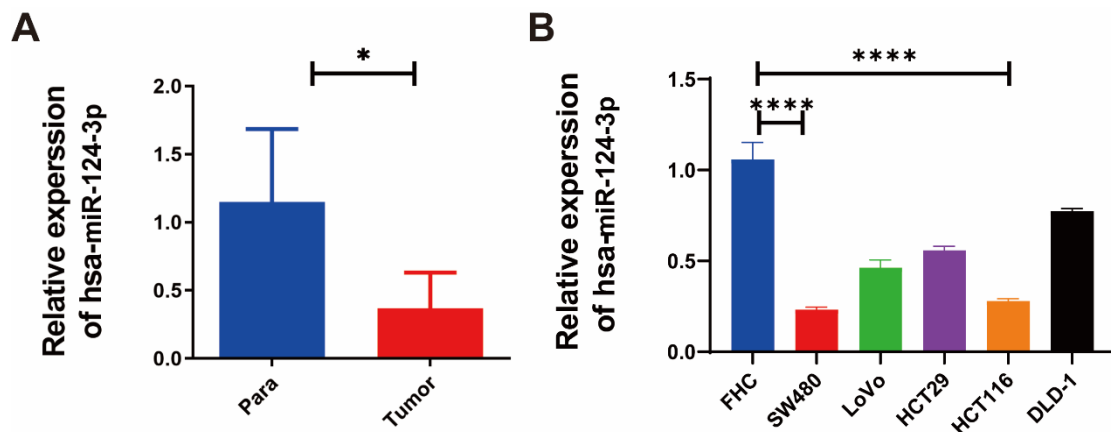 A
Relative experssion
of hsa-miR-124-3p
*
2.0
1.5
1.0
0.5
0.0
Para
Tumor
B
Relative experssion
of hsa-miR-124-3p
****
****
1.5
1.0
0.5
0.0
FHC
SW480
LoVo
HCT29
HCT116
DLD-1